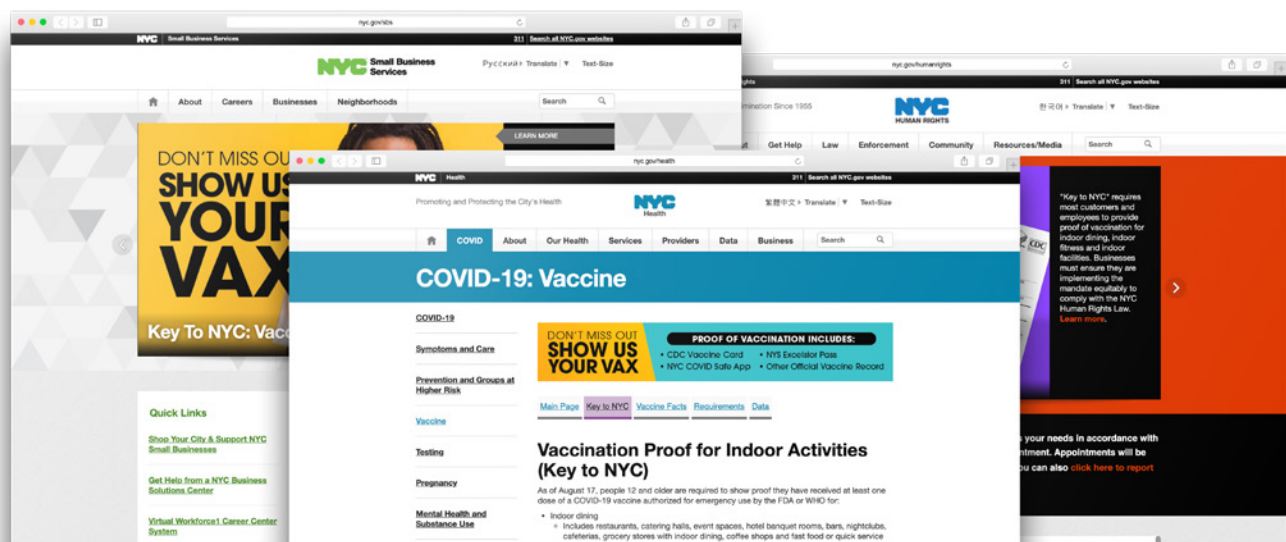 nyc.gov/sbs
NYC Small Business Services 311 Search all NYC.gov websites
NYC Small Business
Services
Русский› Translate ▼ Text-Size
About Careers Businesses Neighborhoods Search
LEARN MORE
DON'T MISS OU
SHOW US
YOUR
VAX
Key To NYC: Vacc
Quick Links
Shop Your City & Support NYC
Small Businesses
Get Help from a NYC Business
Solutions Center
Virtual Workforce1 Career Center
System
nyc.gov/humanrights
ghts 311 Search all NYC.gov websites
mination Since 1955
NYC
HUMAN RIGHTS
한국어› Translate ▼ Text-Size
ut Get Help Law Enforcement Community Resources/Media Search
CDC
"Key to NYC" requires
most customers and
employees to provide
proof of vaccination for
indoor dining, indoor
fitness and indoor
facilities. Businesses
must ensure they are
implementing the
mandate equitably to
comply with the NYC
Human Rights Law.
Learn more.
s your needs in accordance with
ntment. Appointments will be
ou can also click here to report
nyc.gov/health
NYC Health 311 Search all NYC.gov websites
Promoting and Protecting the City's Health
NYC
Health
繁體中文› Translate ▼ Text-Size
COVID About Our Health Services Providers Data Business Search
COVID-19: Vaccine
COVID-19
Symptoms and Care
Prevention and Groups at
Higher Risk
Vaccine
Testing
Pregnancy
Mental Health and
Substance Use
DON'T MISS OUT
SHOW US
YOUR VAX
PROOF OF VACCINATION INCLUDES:
• CDC Vaccine Card • NYS Excelsior Pass
• NYC COVID Safe App • Other Official Vaccine Record
Main Page Key to NYC Vaccine Facts Requirements Data
Vaccination Proof for Indoor Activities
(Key to NYC)
As of August 17, people 12 and older are required to show proof they have received at least one
dose of a COVID-19 vaccine authorized for emergency use by the FDA or WHO for:
• Indoor dining
Includes restaurants, catering halls, event spaces, hotel banquet rooms, bars, nightclubs,
cafeterias, grocery stores with indoor dining, coffee shops and fast food or quick service